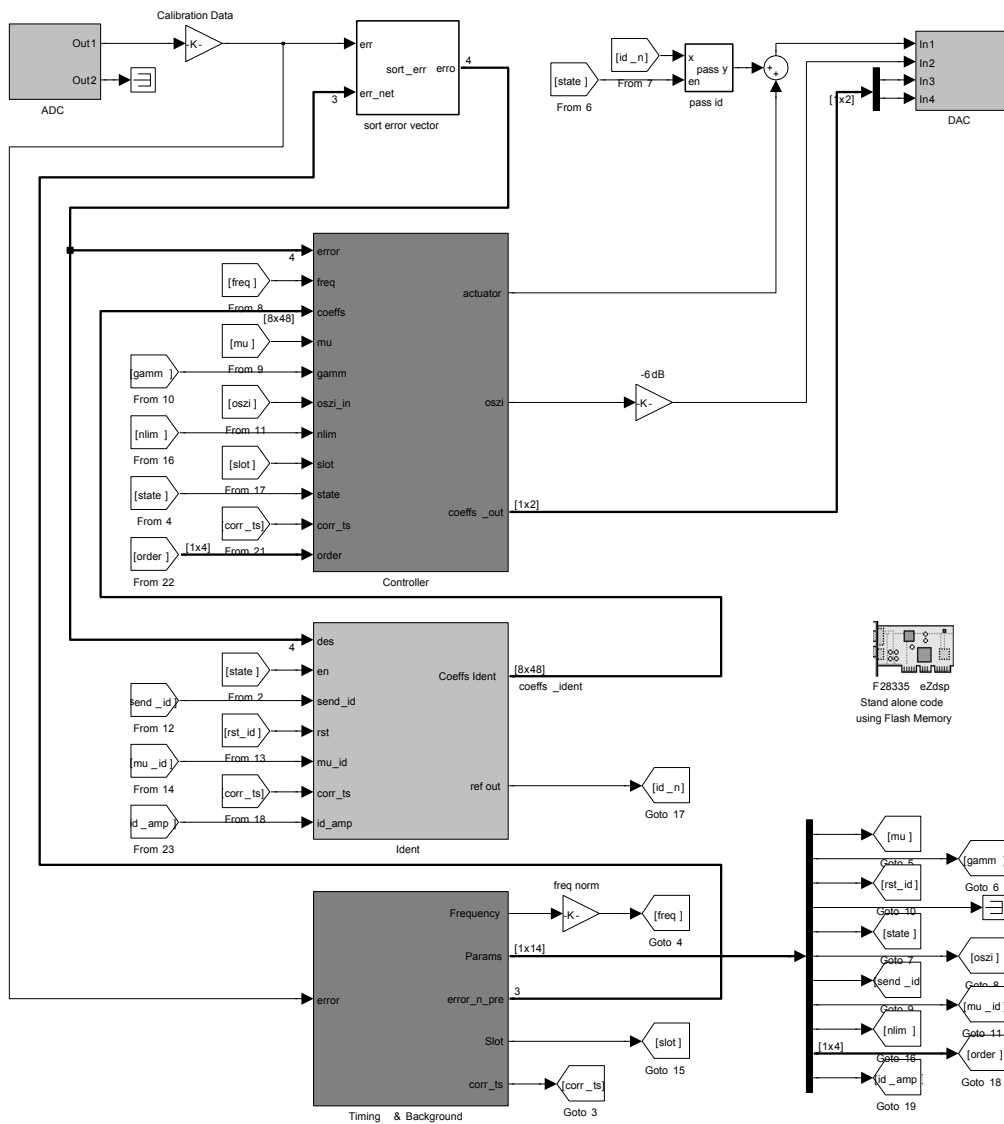 Calibration Data
Out1
-K-
Out2
ADC
err
sort _err
erro
4
err_net
3
sort error vector
[id _n]
From 7
[state ]
From 6
x
pass y
en
pass id
+
+
In1
In2
In3
In4
[1x2]
DAC
error
4
[freq ]
From 8
freq
coeffs
[8x48]
[mu ]
From 9
mu
[gamm ]
From 10
gamm
[oszi ]
From 11
oszi_in
[nlim ]
From 16
nlim
[slot ]
From 17
slot
[state ]
From 4
state
[corr _ts]
From 21
corr_ts
[order ]
From 22
[1x4]
order
actuator
oszi
-6 dB
-K-
coeffs _out
[1x2]
Controller
des
4
[state ]
From 2
en
[send _id]
From 12
send_id
[rst_id ]
From 13
rst
[mu _id ]
From 14
mu_id
[corr _ts]
From 18
corr_ts
[id _amp ]
From 23
id_amp
Coeffs Ident
[8x48]
coeffs _ident
ref out
[id _n]
Goto 17
Ident
F28335 eZdsp
Stand alone code
using Flash Memory
error
Frequency
freq norm
-K-
[freq ]
Goto 4
Params
[1x14]
error_n_pre
3
Slot
[slot ]
Goto 15
corr_ts
[corr _ts]
Goto 3
Timing & Background
[mu ]
Goto 5
[gamm ]
Goto 6
[rst_id ]
Goto 10
[state ]
Goto 7
[oszi ]
Goto 8
[send _id
Goto 9
[mu _id ]
Goto 11
[nlim ]
Goto 16
[1x4]
[order ]
Goto 18
[id _amp ]
Goto 19